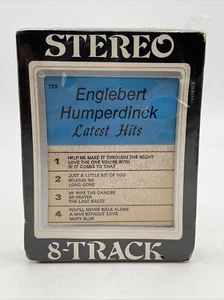 STEREO
129
Englebert
Humperdinck
Latest Hits
1 HELP ME MAKE IT THROUGH THE NIGHT
LOVE THE ONE YOU'RE WITH
IF IT COMES TO THAT
2 JUST A LITTLE BIT OF YOU
RELEASE ME
LONG GONE
3 MY WIFE THE DANCER
MY PRAYER
THE LAST WALTZ
4 YOU'LL NEVER WALK ALONE
A MAN WITHOUT LOVE
MISTY BLUE
8-TRACK